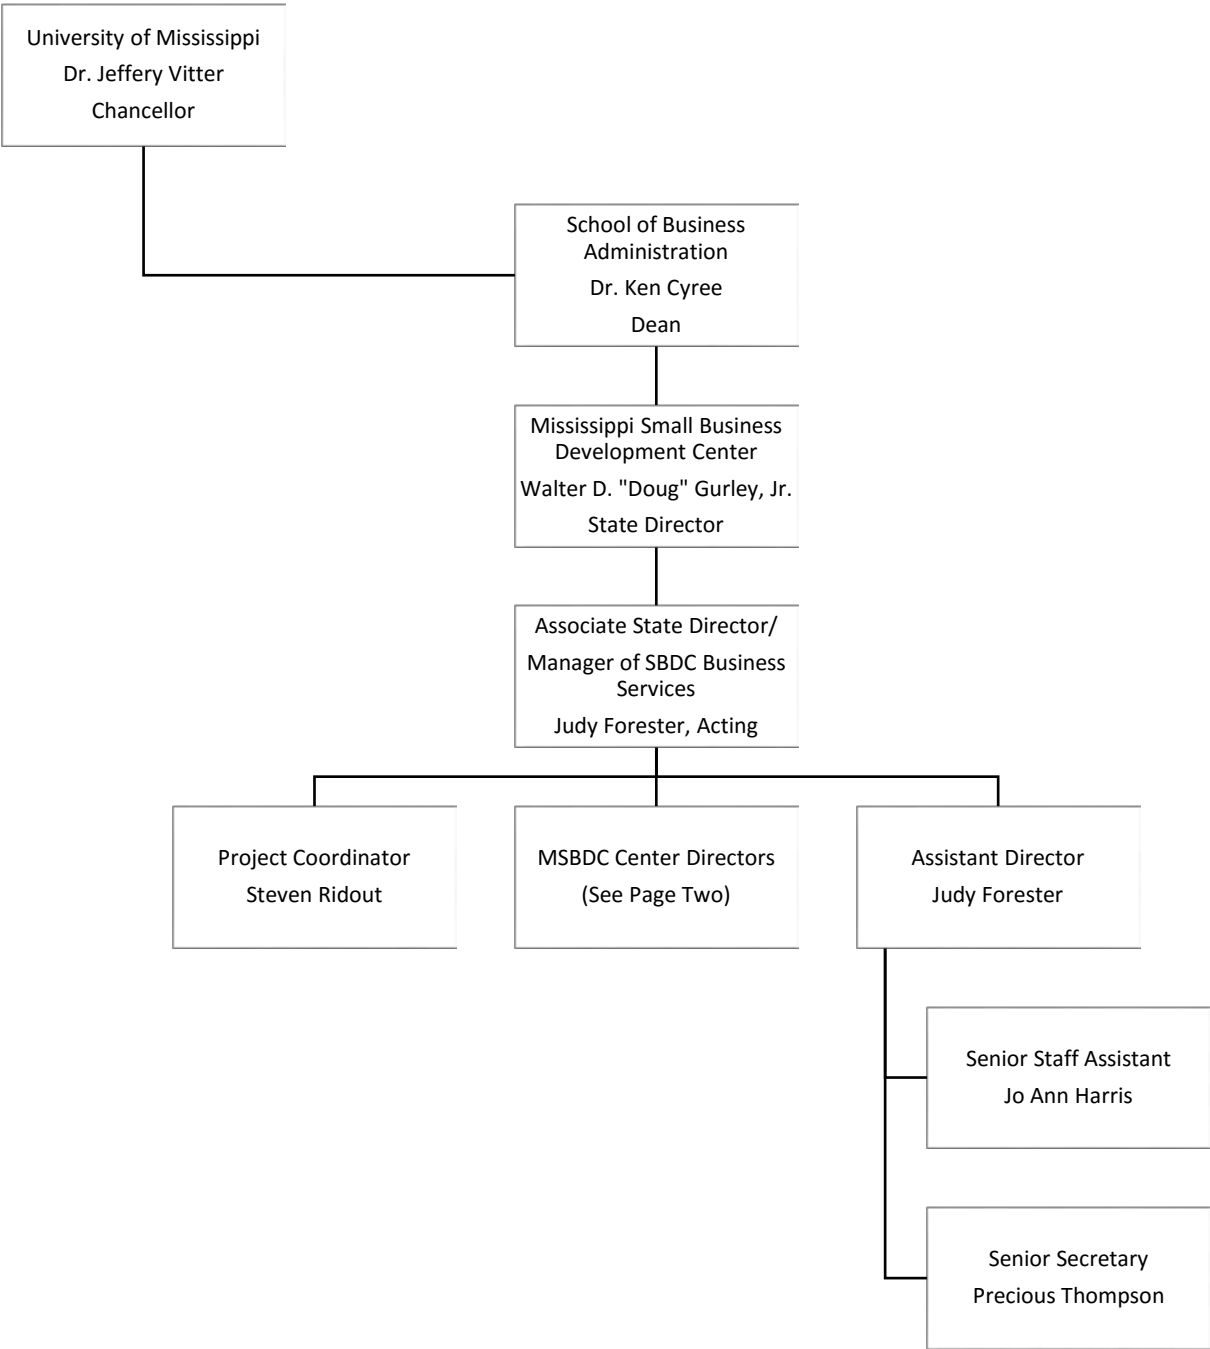 University of Mississippi
Dr. Jeffery Vitter
Chancellor
School of Business
Administration
Dr. Ken Cyree
Dean
Mississippi Small Business
Development Center
Walter D. "Doug" Gurley, Jr.
State Director
Associate State Director/
Manager of SBDC Business
Services
Judy Forester, Acting
Project Coordinator
Steven Ridout
MSBDC Center Directors
(See Page Two)
Assistant Director
Judy Forester
Senior Staff Assistant
Jo Ann Harris
Senior Secretary
Precious Thompson